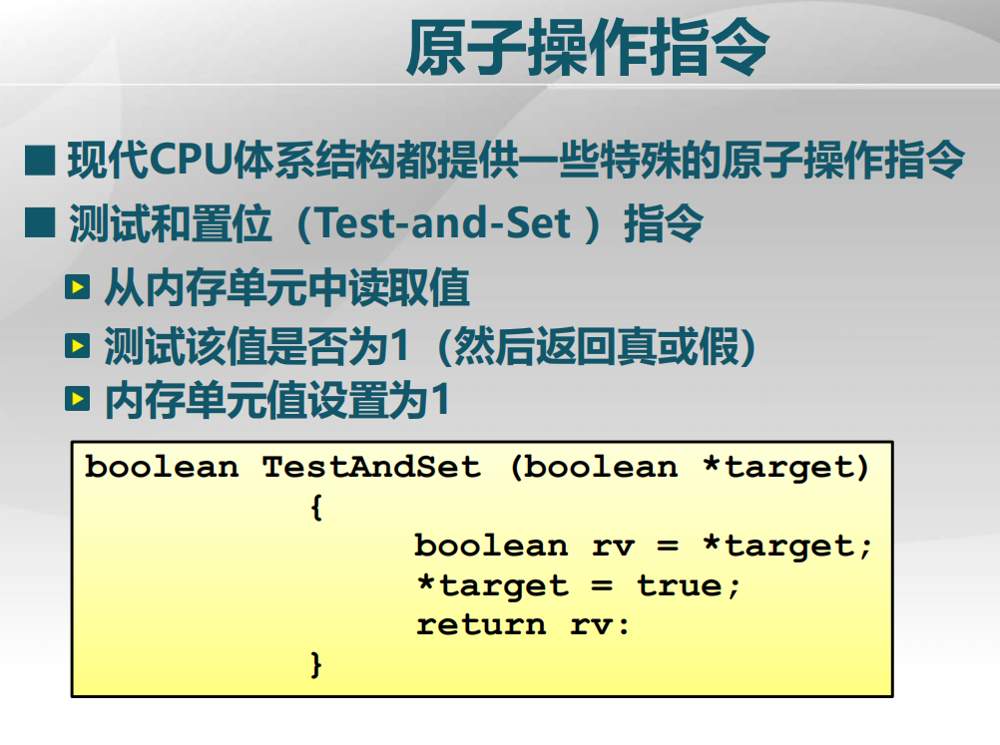 原子操作指令
■ 现代CPU体系结构都提供一些特殊的原子操作指令
■ 测试和置位（Test-and-Set ）指令
从内存单元中读取值
测试该值是否为1（然后返回真或假）
内存单元值设置为1
boolean TestAndSet (boolean *target)
{
boolean rv = *target;
*target = true;
return rv:
}